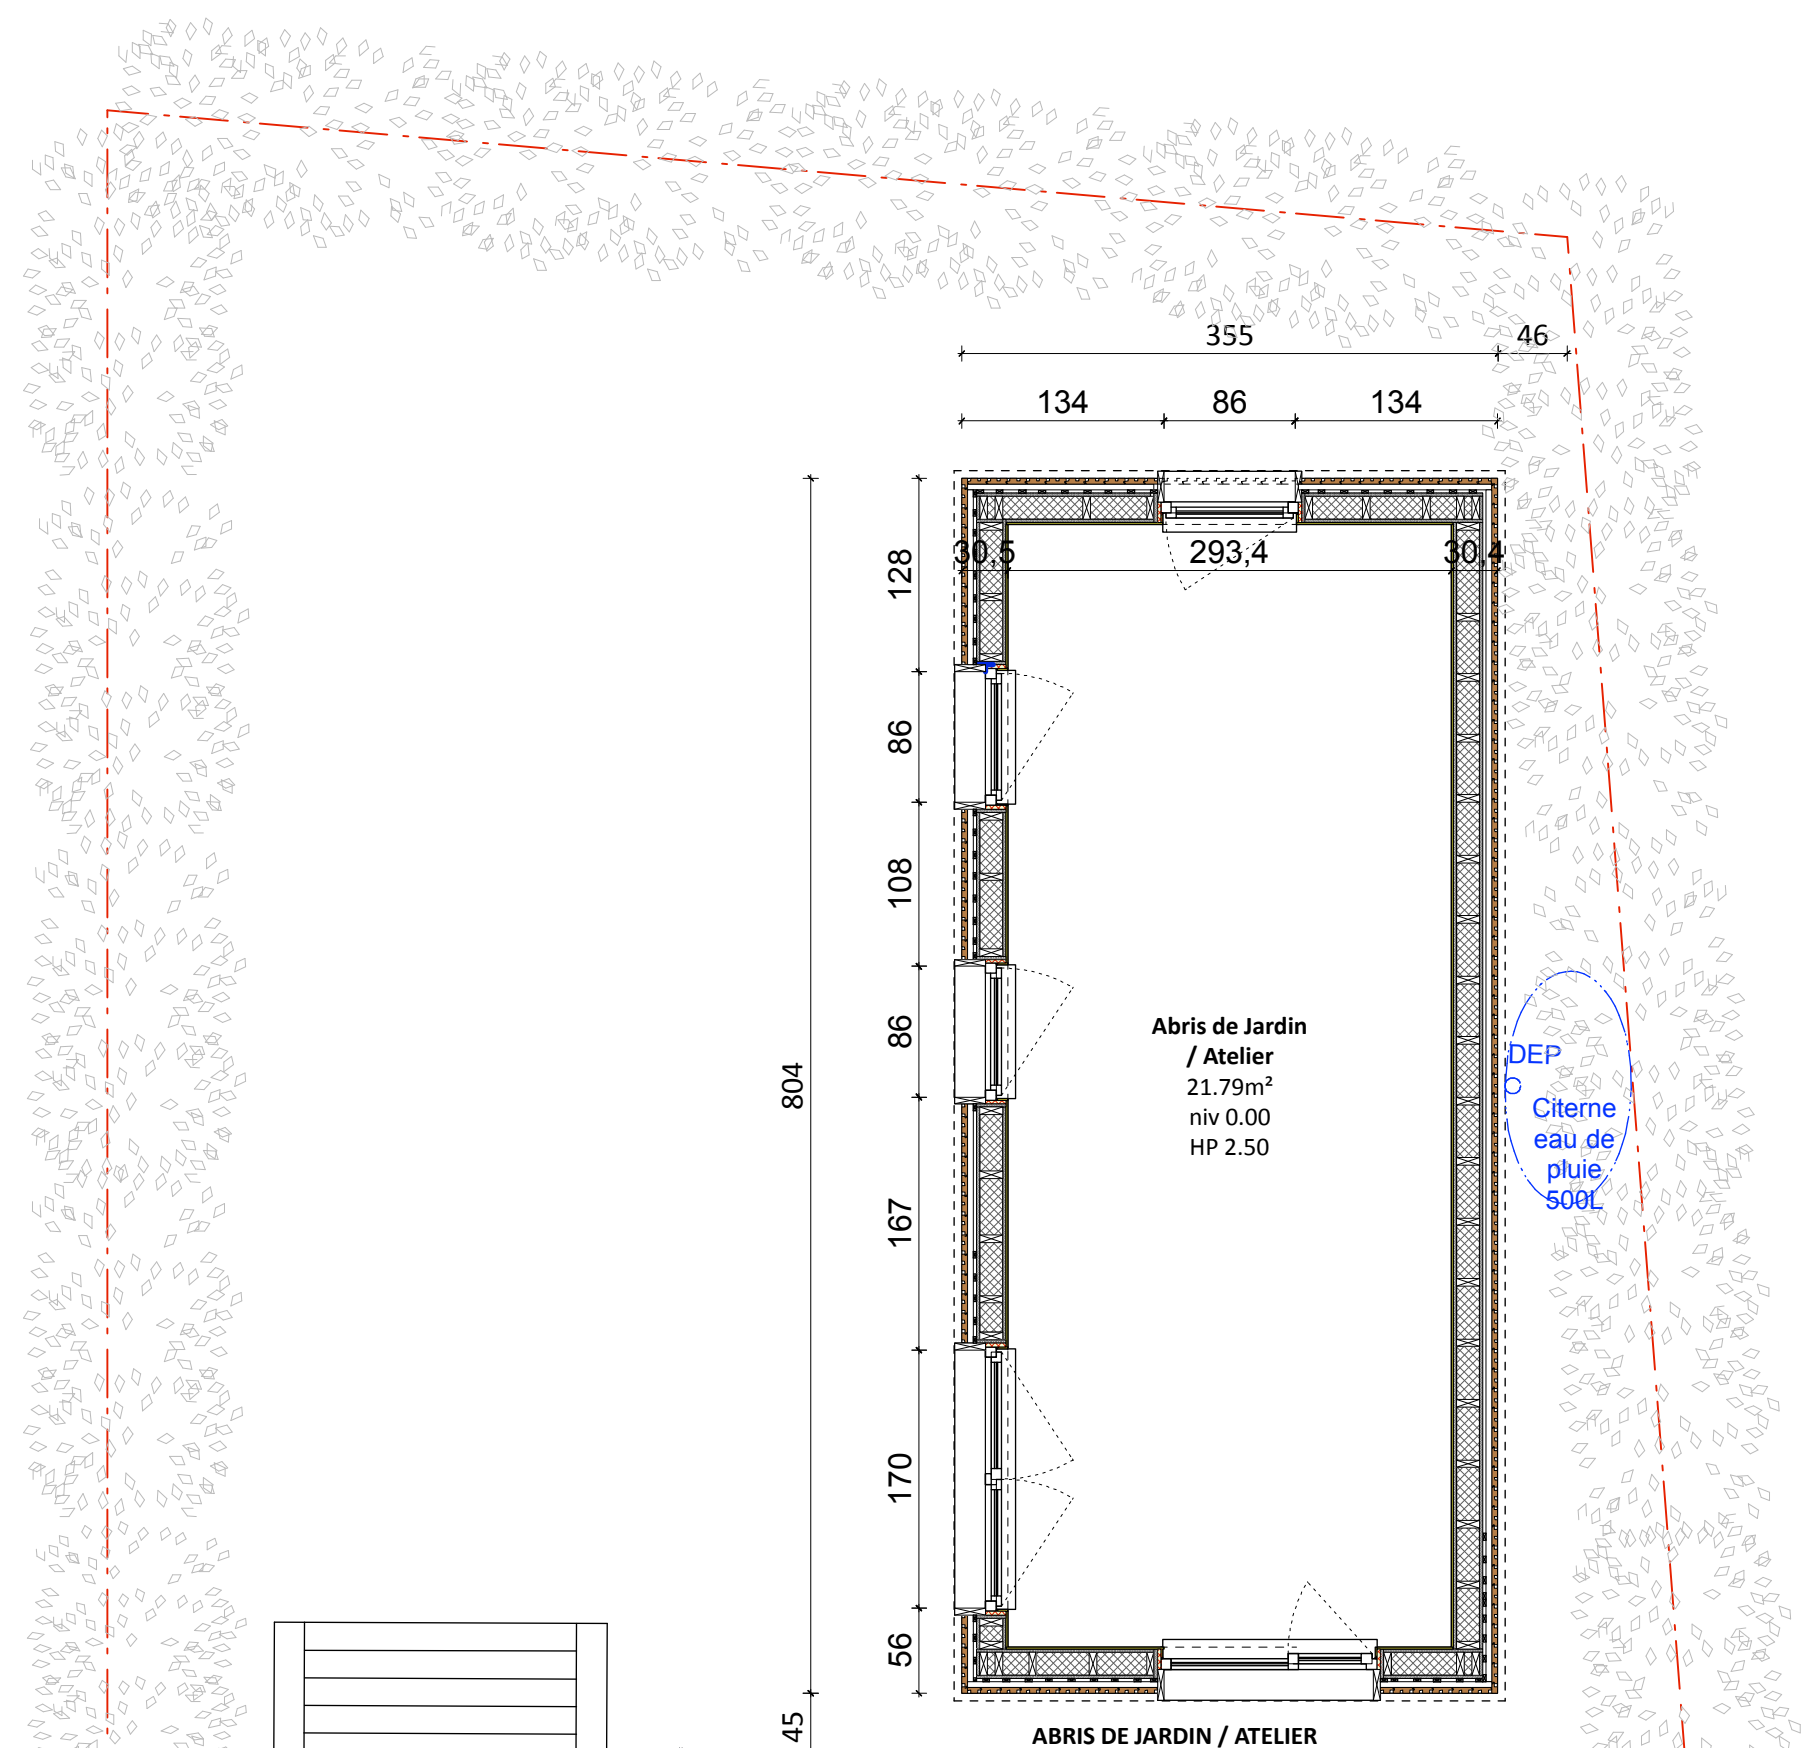 355
46
134
86
134
30,5
293,4
30,4
128
86
108
86
804
167
170
56
45
Abris de Jardin
/ Atelier
21.79m²
niv 0.00
HP 2.50
DEP
Citerne
eau de
pluie
500L
ABRIS DE JARDIN / ATELIER